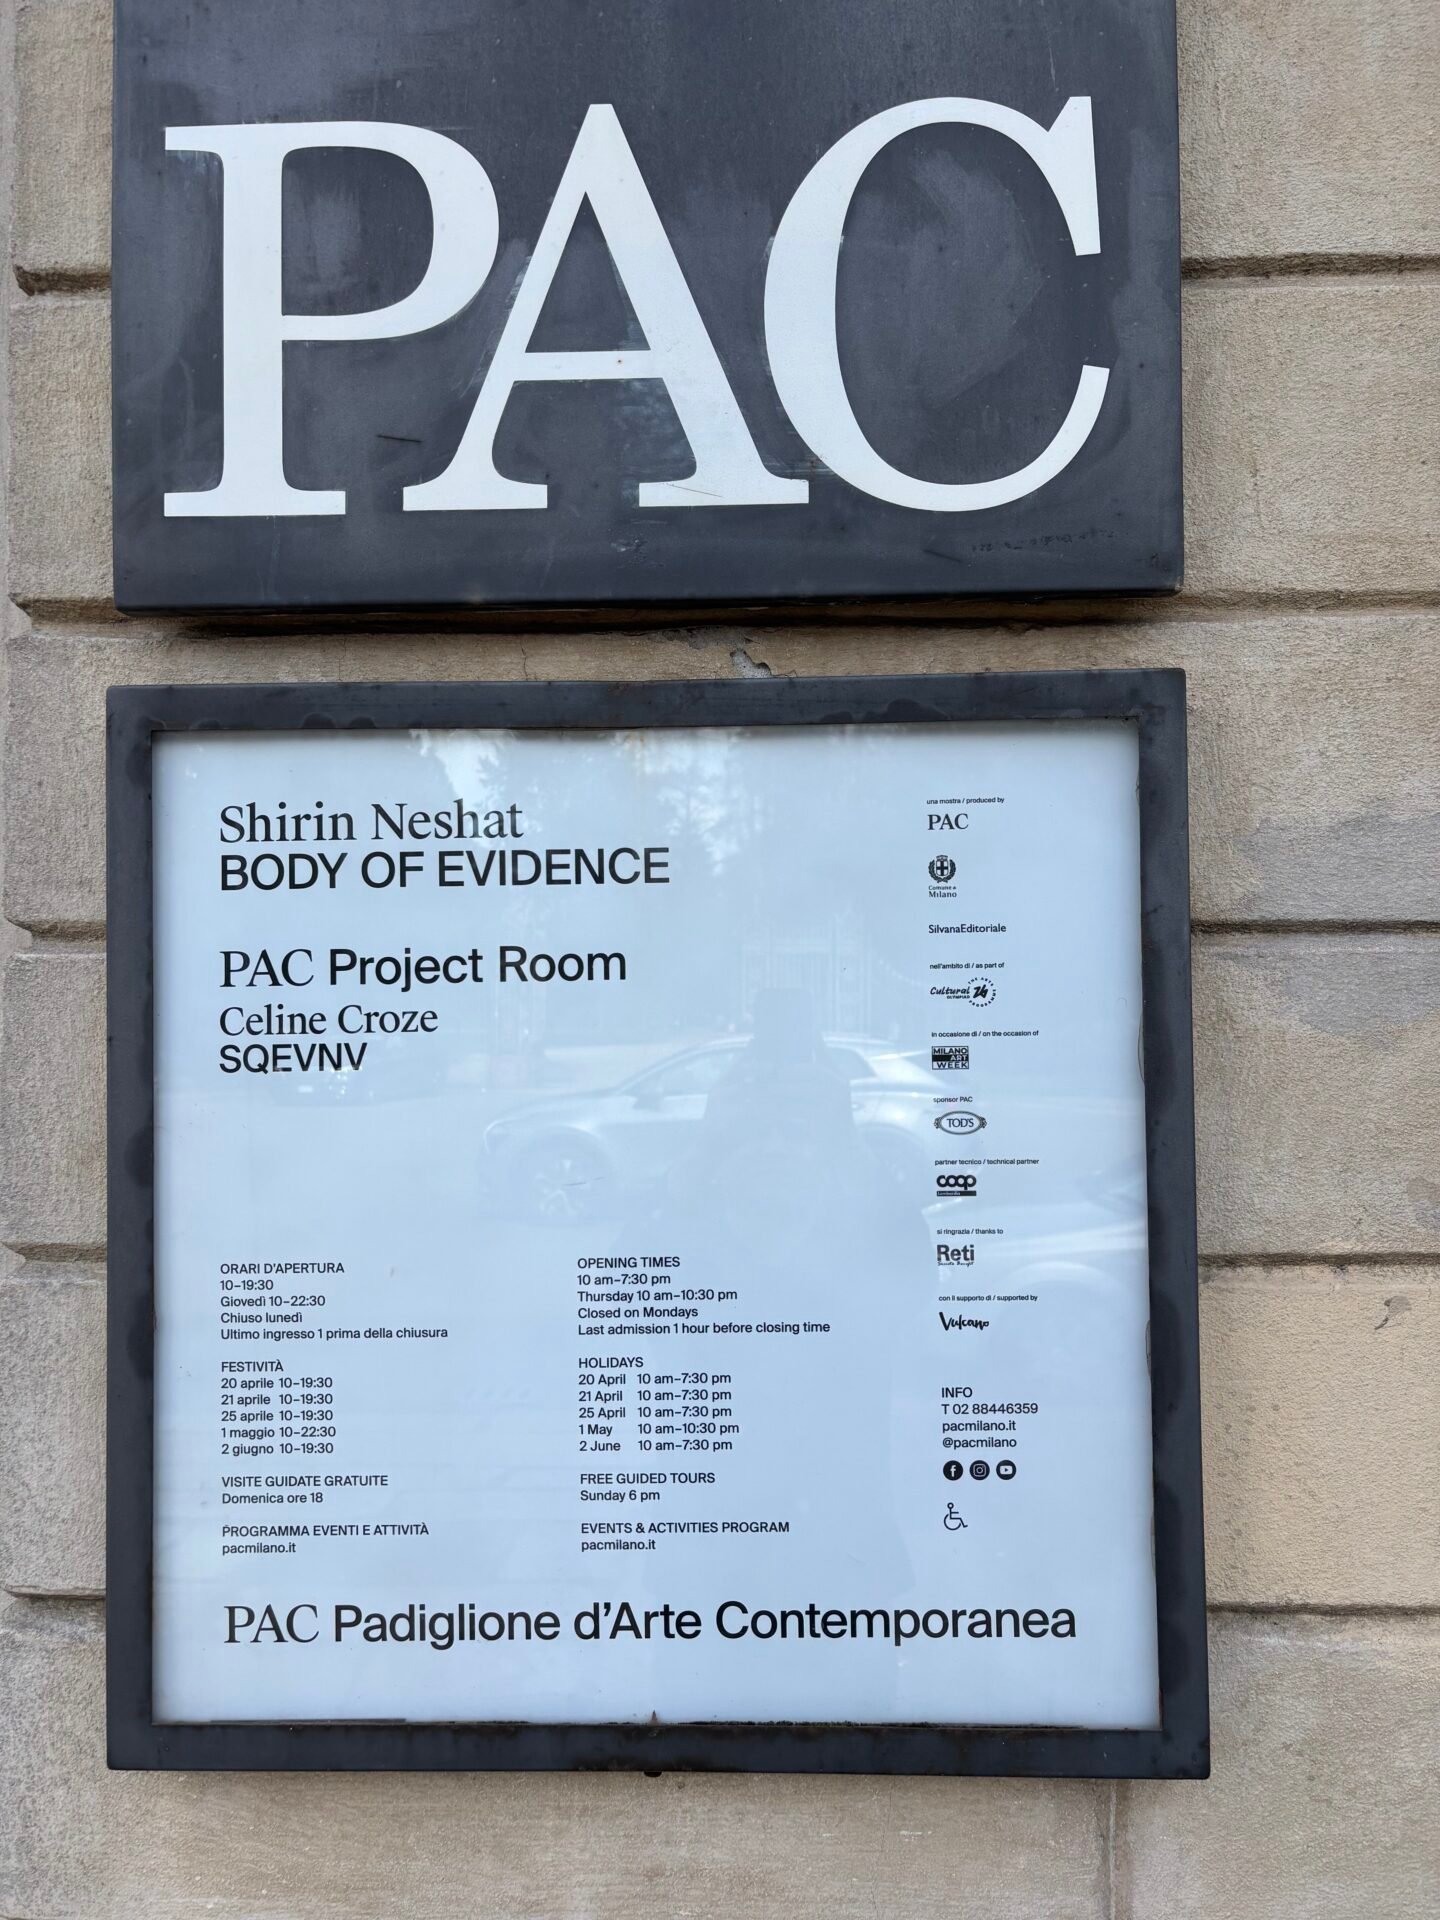 PAC
Shirin Neshat
BODY OF EVIDENCE
PAC Project Room
Celine Croze
SQEVNV
ORARI D'APERTURA
10–19:30
Giovedì 10–22:30
Chiuso lunedì
Ultimo ingresso 1 prima della chiusura
FESTIVITÀ
20 aprile 10–19:30
21 aprile 10–19:30
25 aprile 10–19:30
1 maggio 10–22:30
2 giugno 10–19:30
VISITE GUIDATE GRATUITE
Domenica ore 18
PROGRAMMA EVENTI E ATTIVITÀ
pacmilano.it
OPENING TIMES
10 am–7:30 pm
Thursday 10 am–10:30 pm
Closed on Mondays
Last admission 1 hour before closing time
HOLIDAYS
20 April 10 am–7:30 pm
21 April 10 am–7:30 pm
25 April 10 am–7:30 pm
1 May 10 am–10:30 pm
2 June 10 am–7:30 pm
FREE GUIDED TOURS
Sunday 6 pm
EVENTS & ACTIVITIES PROGRAM
pacmilano.it
una mostra / produced by
PAC
Comune di
Milano
SilvanaEditoriale
nell'ambito di / as part of
Cultural
OLYMPIAD
THE ARTS
PROGRAMME
in occasione di / on the occasion of
MILANO
ART
WEEK
sponsor PAC
TOD'S
partner tecnico / technical partner
coop
Lombardia
si ringrazia / thanks to
Reti
con il supporto di / supported by
Vulcano
INFO
T 02 88446359
pacmilano.it
@pacmilano
PAC Padiglione d'Arte Contemporanea